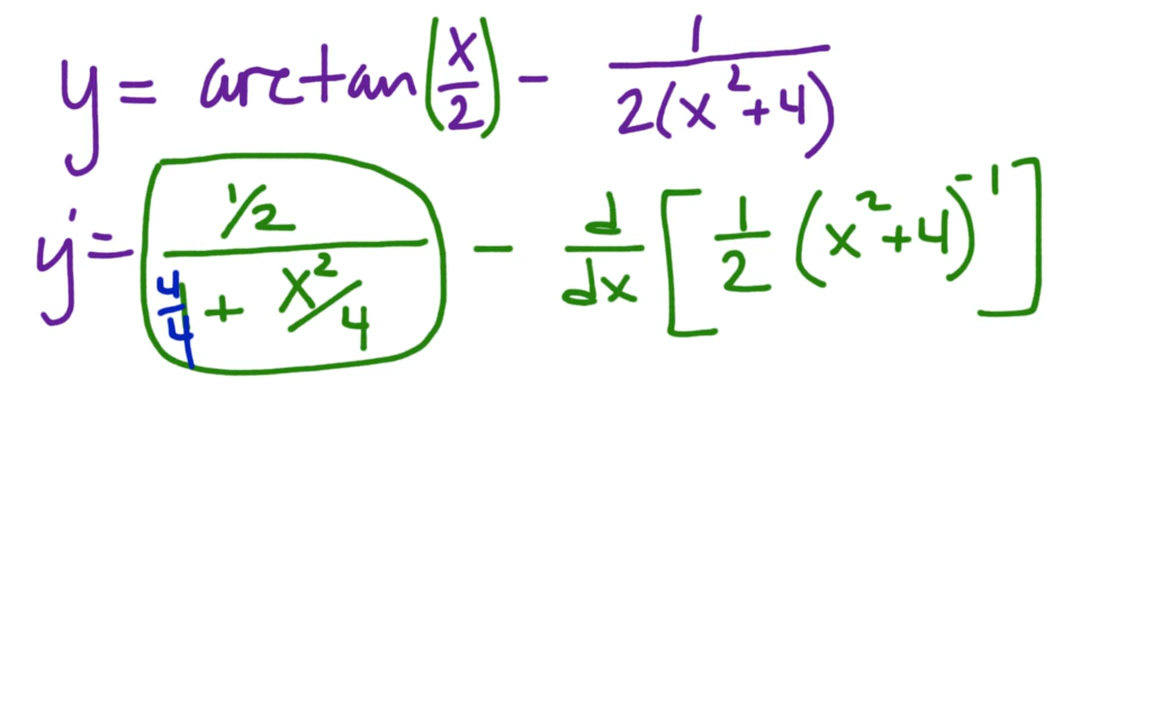 y = arctan(x/2) - 1/(2(x²+4))
y' = (1/2)/(4/4 + x²/4) - d/dx [1/2 (x²+4)⁻¹]